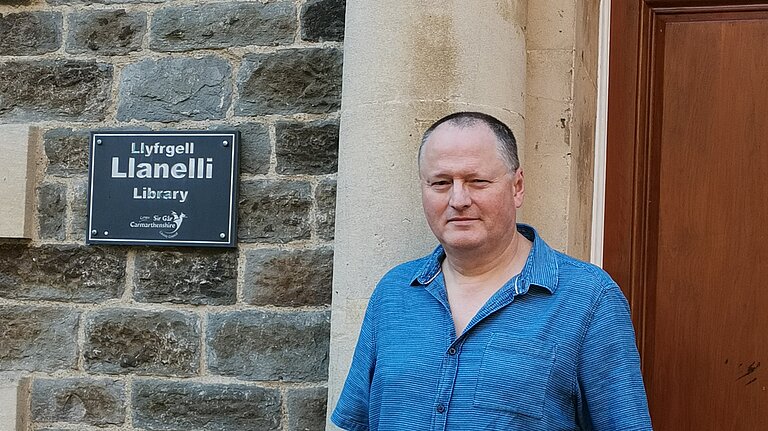 Llyfrgell
Llanelli
Library
Sir Gâr
Carmarthenshire